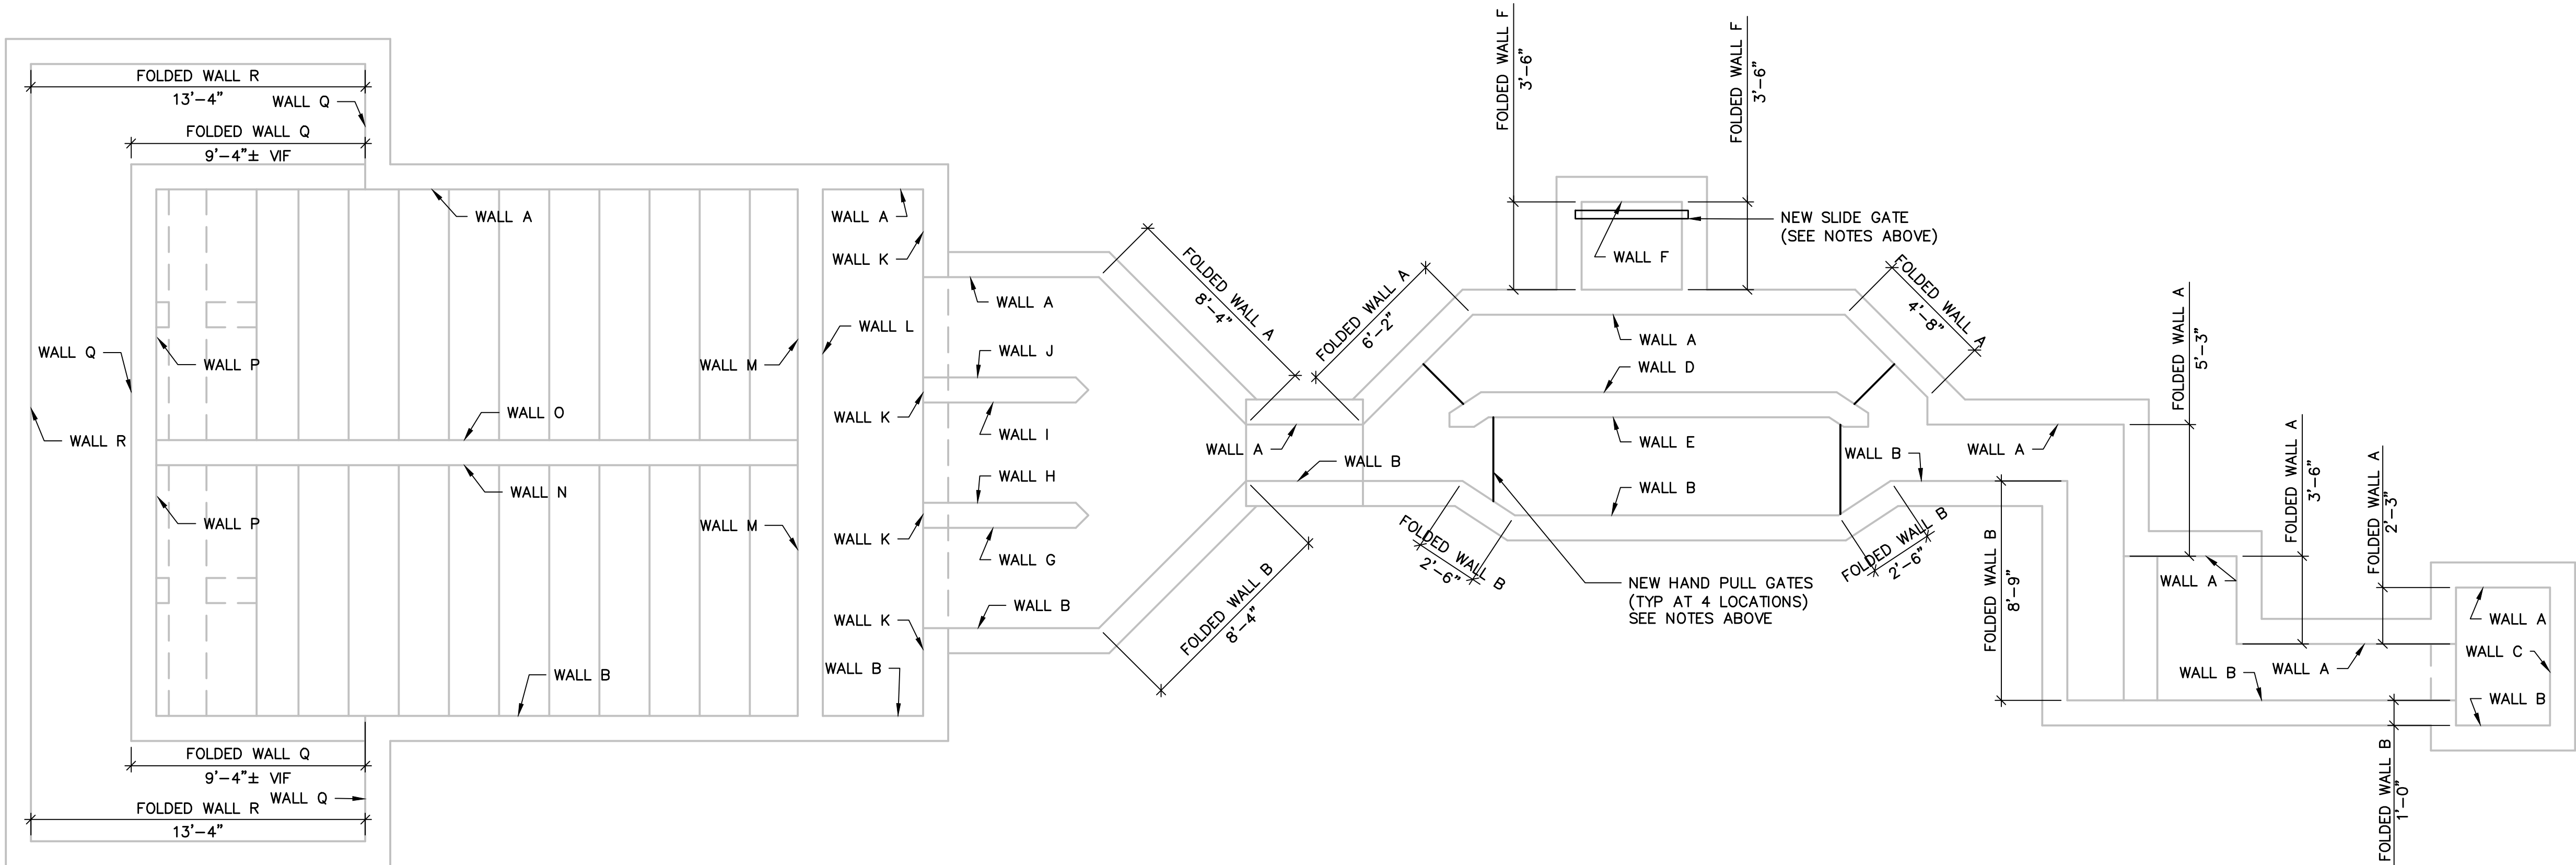 FOLDED WALL R
13'-4"
WALL Q
FOLDED WALL Q
9'-4"± VIF
WALL A
WALL Q
WALL P
WALL R
WALL O
WALL N
WALL P
WALL M
WALL M
WALL B
FOLDED WALL Q
9'-4"± VIF
WALL Q
FOLDED WALL R
13'-4"
WALL A
WALL K
WALL L
WALL K
WALL K
WALL K
WALL B
WALL A
WALL J
WALL I
WALL H
WALL G
WALL B
FOLDED WALL A
8'-4"
FOLDED WALL B
8'-4"
FOLDED WALL A
6'-2"
WALL A
WALL B
FOLDED WALL F
3'-6"
FOLDED WALL F
3'-6"
NEW SLIDE GATE
(SEE NOTES ABOVE)
WALL F
WALL A
WALL D
WALL E
WALL B
FOLDED WALL B
2'-6"
FOLDED WALL B
2'-6"
NEW HAND PULL GATES
(TYP AT 4 LOCATIONS)
SEE NOTES ABOVE
FOLDED WALL A
4'-8"
WALL B
WALL A
FOLDED WALL B
8'-9"
FOLDED WALL A
5'-3"
FOLDED WALL A
3'-6"
FOLDED WALL A
2'-3"
WALL A
WALL B
WALL A
WALL A
WALL C
WALL B
FOLDED WALL B
1'-0"